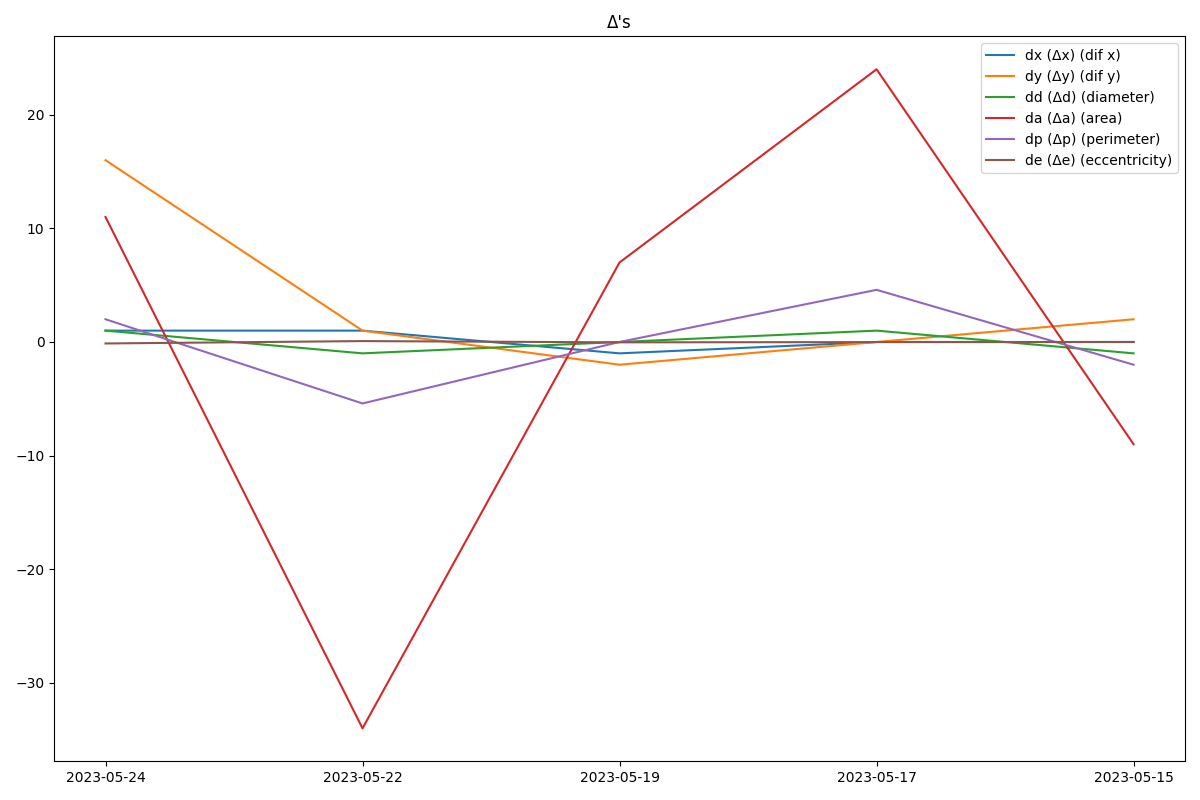 Δ's
dx (Δx) (dif x)
dy (Δy) (dif y)
dd (Δd) (diameter)
da (Δa) (area)
dp (Δp) (perimeter)
de (Δe) (eccentricity)
20
10
0
−10
−20
−30
2023-05-24 2023-05-22 2023-05-19 2023-05-17 2023-05-15